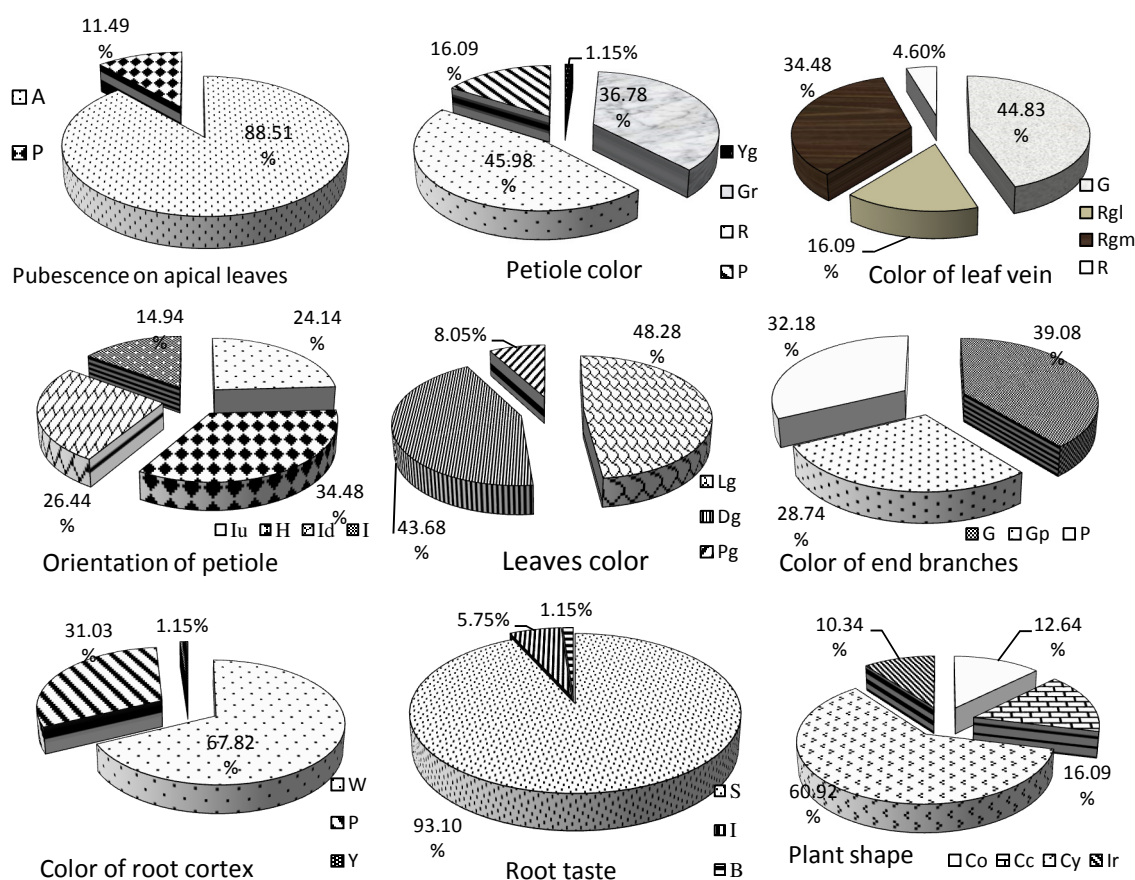 11.49
%
A
P
88.51
%
Pubescence on apical leaves
16.09
%
1.15%
36.78
%
45.98
%
Yg
Gr
R
P
Petiole color
4.60%
34.48
%
44.83
%
16.09
%
G
Rgl
Rgm
R
Color of leaf vein
14.94
%
24.14
%
26.44
%
34.48
%
Iu H Id I
Orientation of petiole
8.05%
48.28
%
43.68
%
Lg
Dg
Pg
Leaves color
32.18
%
39.08
%
28.74
%
G Gp P
Color of end branches
31.03
%
1.15%
67.82
%
W
P
Y
Color of root cortex
5.75%
1.15%
93.10
%
S
I
B
Root taste
10.34
%
12.64
%
60.92
%
16.09
%
Plant shape
Co Cc Cy Ir